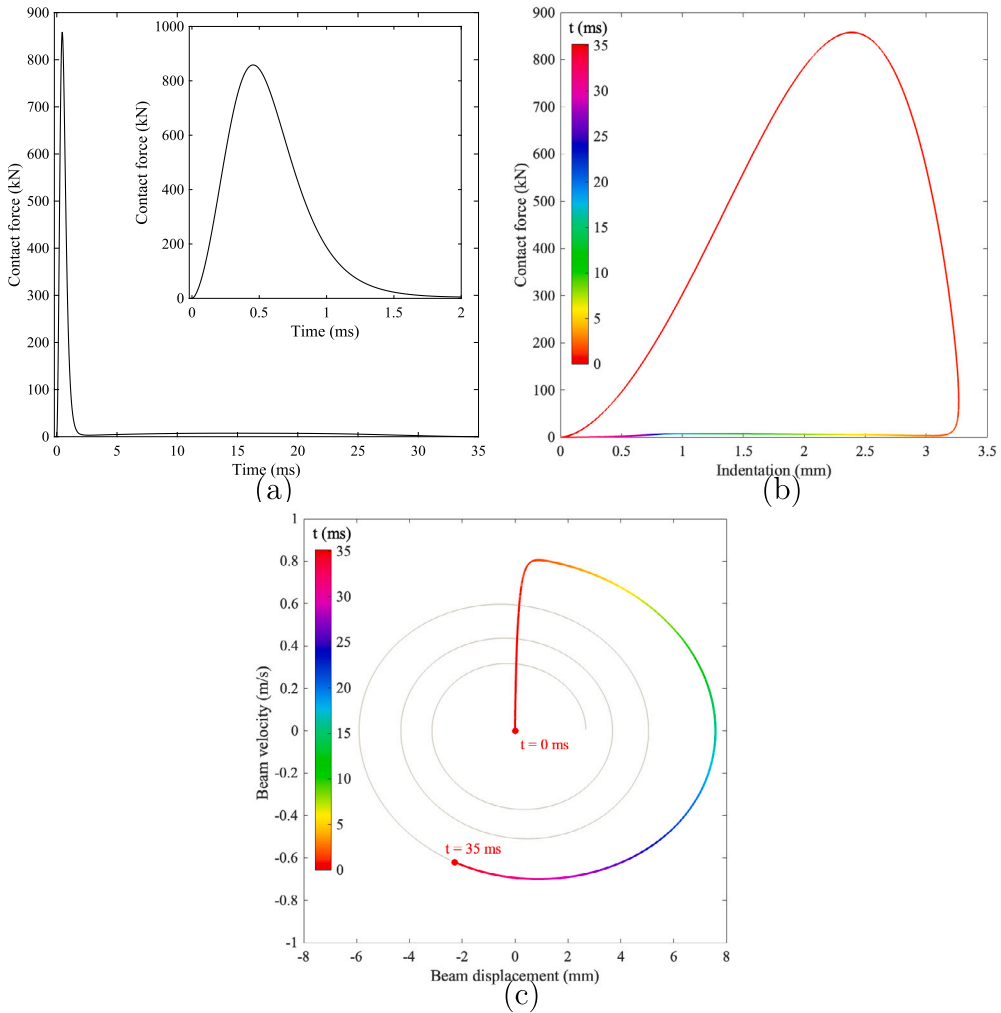 900
800
700
600
500
400
300
200
100
0
Contact force (kN)
0 5 10 15 20 25 30 35
Time (ms)
1000
800
600
400
200
0
Contact force (kN)
0 0.5 1 1.5 2
Time (ms)
(a)
900
800
700
600
500
400
300
200
100
0
Contact force (kN)
t (ms)
35
30
25
20
15
10
5
0
0 0.5 1 1.5 2 2.5 3 3.5
Indentation (mm)
(b)
1
0.8
0.6
0.4
0.2
0
-0.2
-0.4
-0.6
-0.8
-1
Beam velocity (m/s)
t (ms)
35
30
25
20
15
10
5
0
t = 0 ms
t = 35 ms
-8 -6 -4 -2 0 2 4 6 8
Beam displacement (mm)
(c)